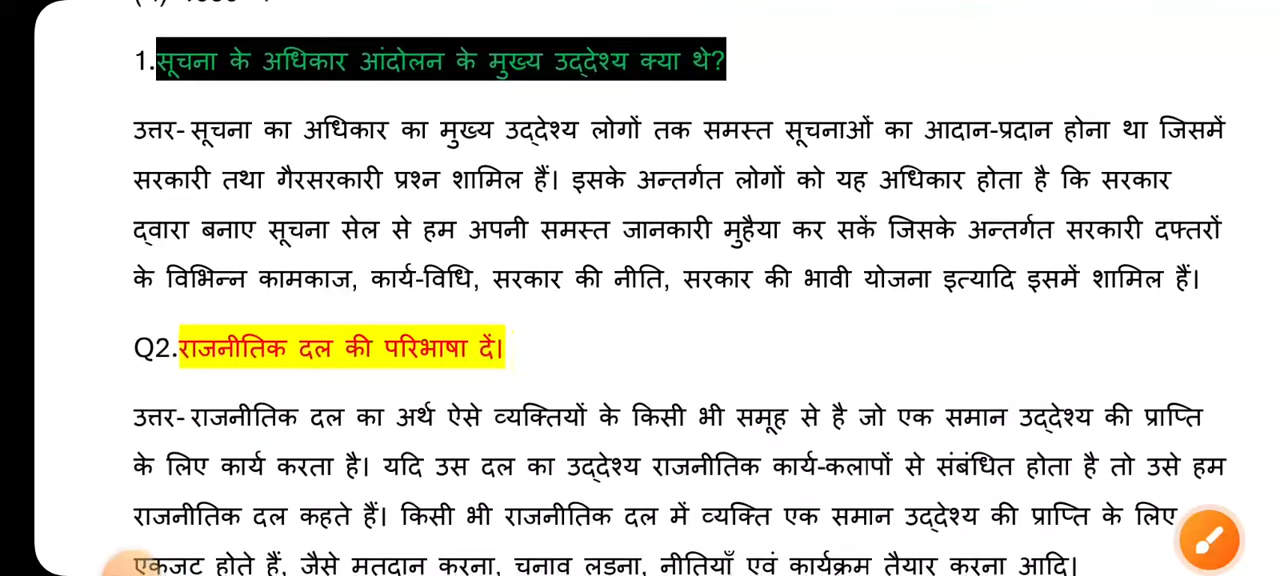 1.सूचना के अधिकार आंदोलन के मुख्य उद्देश्य क्या थे?
उत्तर- सूचना का अधिकार का मुख्य उद्देश्य लोगों तक समस्त सूचनाओं का आदान-प्रदान होना था जिसमें
सरकारी तथा गैरसरकारी प्रश्न शामिल हैं। इसके अन्तर्गत लोगों को यह अधिकार होता है कि सरकार
द्वारा बनाए सूचना सेल से हम अपनी समस्त जानकारी मुहैया कर सकें जिसके अन्तर्गत सरकारी दफ्तरों
के विभिन्न कामकाज, कार्य-विधि, सरकार की नीति, सरकार की भावी योजना इत्यादि इसमें शामिल हैं।
Q2.राजनीतिक दल की परिभाषा दें।
उत्तर- राजनीतिक दल का अर्थ ऐसे व्यक्तियों के किसी भी समूह से है जो एक समान उद्देश्य की प्राप्ति
के लिए कार्य करता है। यदि उस दल का उद्देश्य राजनीतिक कार्य-कलापों से संबंधित होता है तो उसे हम
राजनीतिक दल कहते हैं। किसी भी राजनीतिक दल में व्यक्ति एक समान उद्देश्य की प्राप्ति के लिए
एकजुट होते हैं, जैसे मतदान करना, चुनाव लड़ना, नीतियाँ एवं कार्यक्रम तैयार करना आदि।